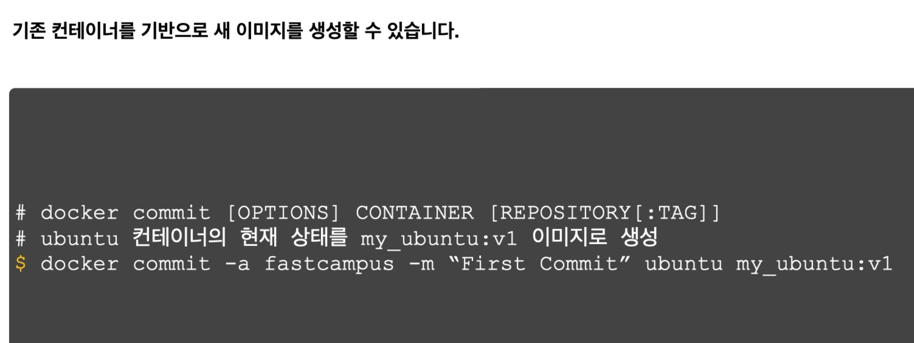 기존 컨테이너를 기반으로 새 이미지를 생성할 수 있습니다.
# docker commit [OPTIONS] CONTAINER [REPOSITORY[:TAG]]
# ubuntu 컨테이너의 현재 상태를 my_ubuntu:v1 이미지로 생성
$ docker commit -a fastcampus -m “First Commit” ubuntu my_ubuntu:v1